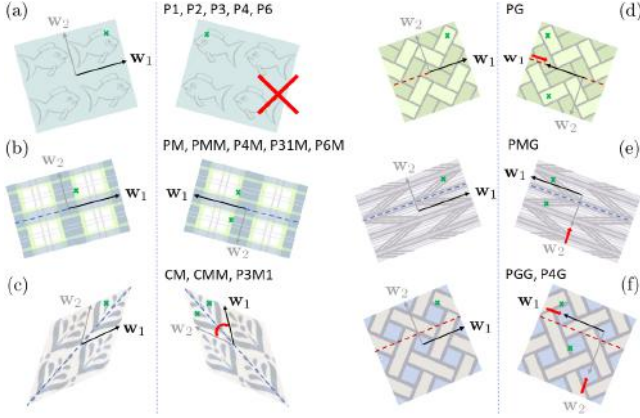 (a)
P1, P2, P3, P4, P6
w₂
w₁
PG
(d)
w₁
w₁
w₂
(b)
PM, PMM, P4M, P31M, P6M
w₂
w₁
w₁
w₂
PMG
(e)
w₂
w₁
w₁
w₂
(c)
CM, CMM, P3M1
w₂
w₁
w₁
w₂
PGG, P4G
(f)
w₂
w₁
w₁
w₂